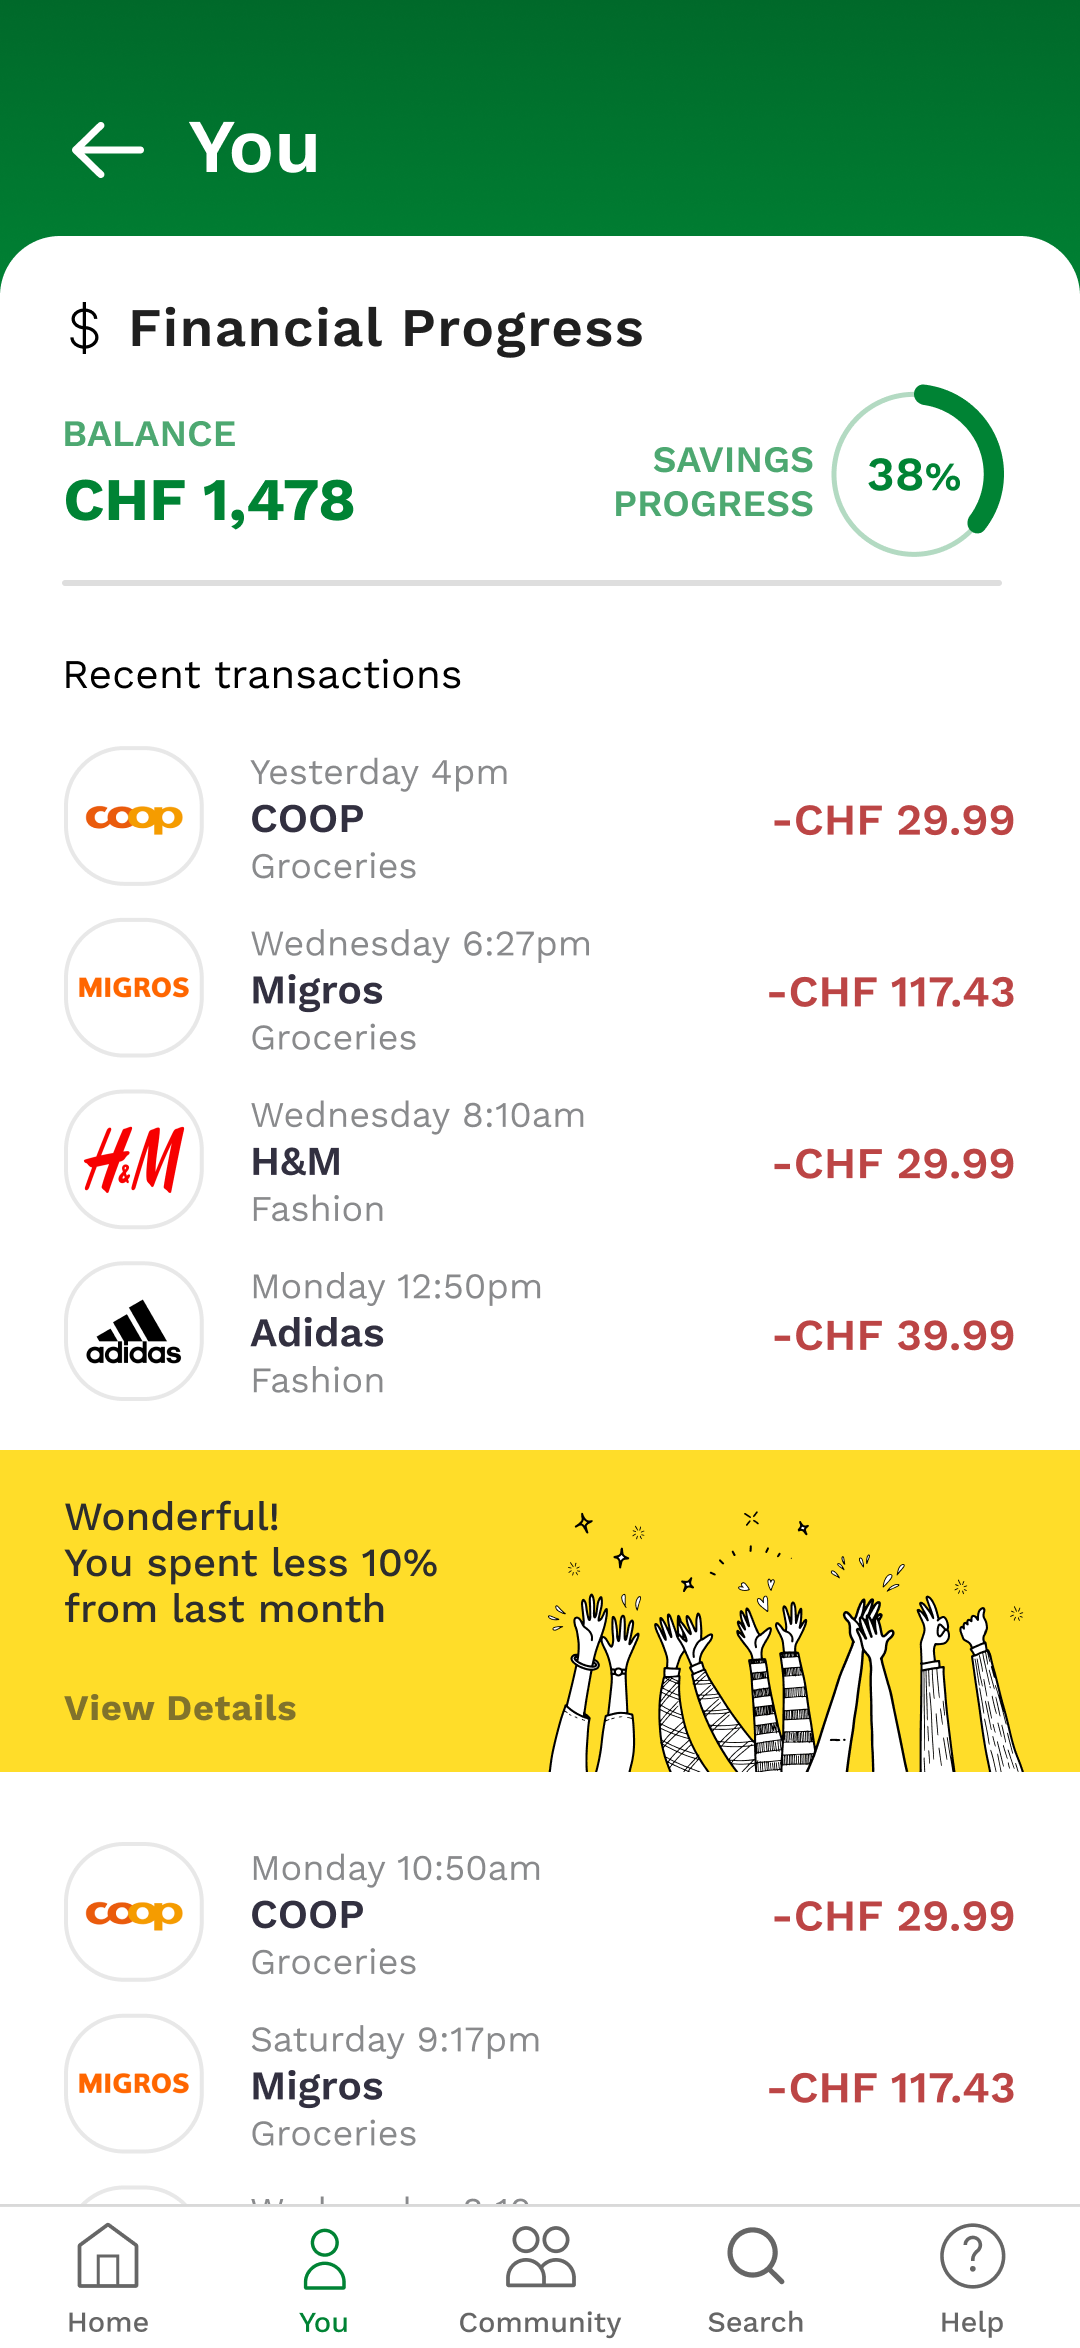 You
$ Financial Progress
BALANCE
CHF 1,478
SAVINGS
PROGRESS
38%
Recent transactions
coop
Yesterday 4pm
COOP
Groceries
-CHF 29.99
MIGROS
Wednesday 6:27pm
Migros
Groceries
-CHF 117.43
H&M
Wednesday 8:10am
H&M
Fashion
-CHF 29.99
adidas
Monday 12:50pm
Adidas
Fashion
-CHF 39.99
Wonderful!
You spent less 10%
from last month
View Details
coop
Monday 10:50am
COOP
Groceries
-CHF 29.99
MIGROS
Saturday 9:17pm
Migros
Groceries
-CHF 117.43
Home
You
Community
Search
? Help